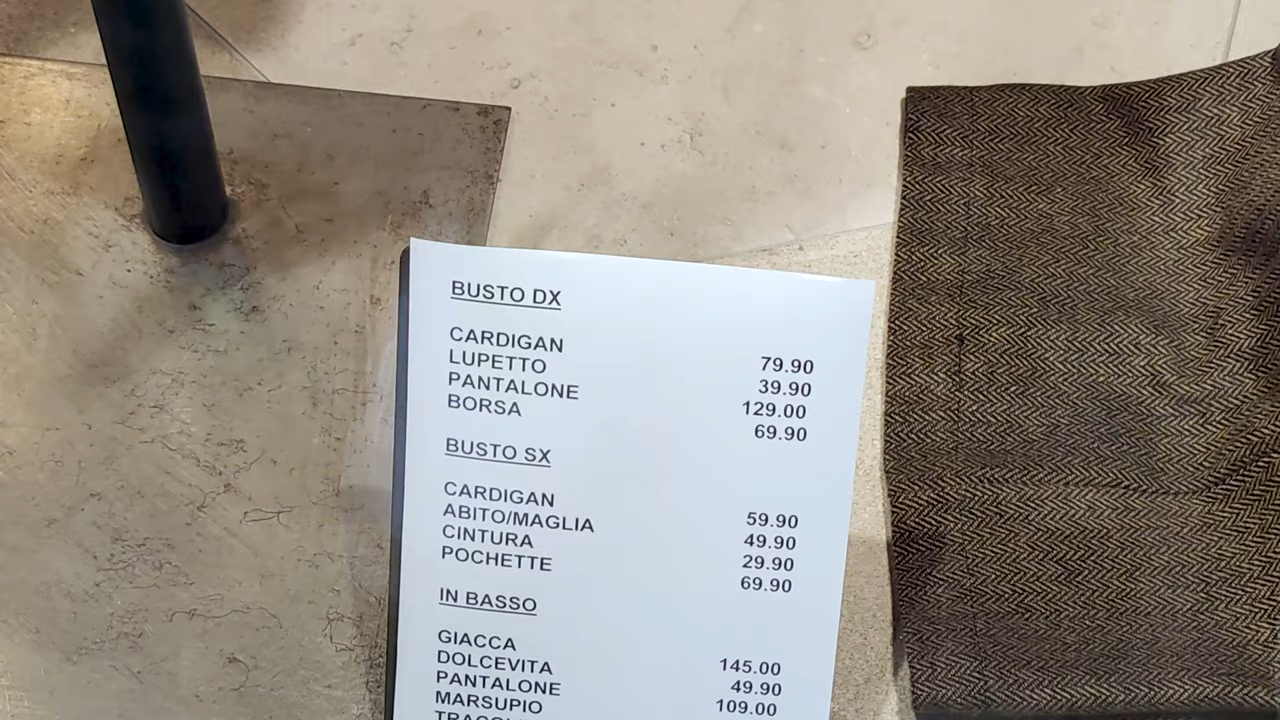 BUSTO DX
CARDIGAN 79.90
LUPETTO 39.90
PANTALONE 129.00
BORSA 69.90
BUSTO SX
CARDIGAN 59.90
ABITO/MAGLIA 49.90
CINTURA 29.90
POCHETTE 69.90
IN BASSO
GIACCA 145.00
DOLCEVITA 49.90
PANTALONE 109.00
MARSUPIO